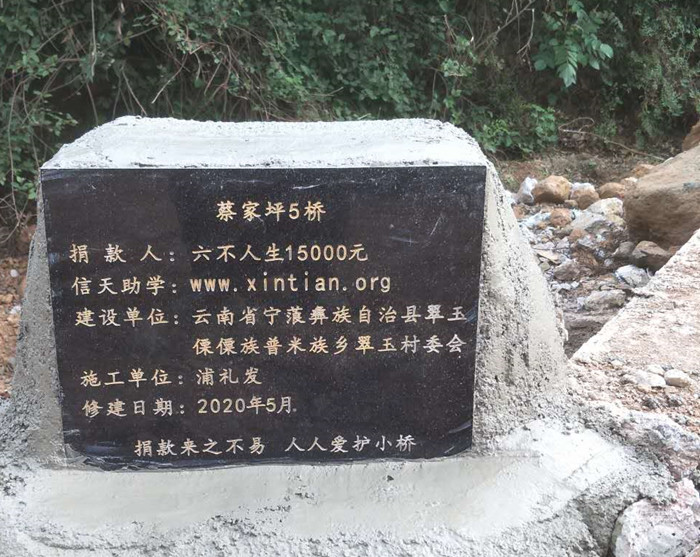 蔡家坪5桥
捐款人：六不人生15000元
信天助学：www.xintian.org
建设单位：云南省宁蒗彝族自治县翠玉
傈僳族普米族乡翠玉村委会
施工单位：浦礼发
修建日期：2020年5月
捐款来之不易 人人爱护小桥